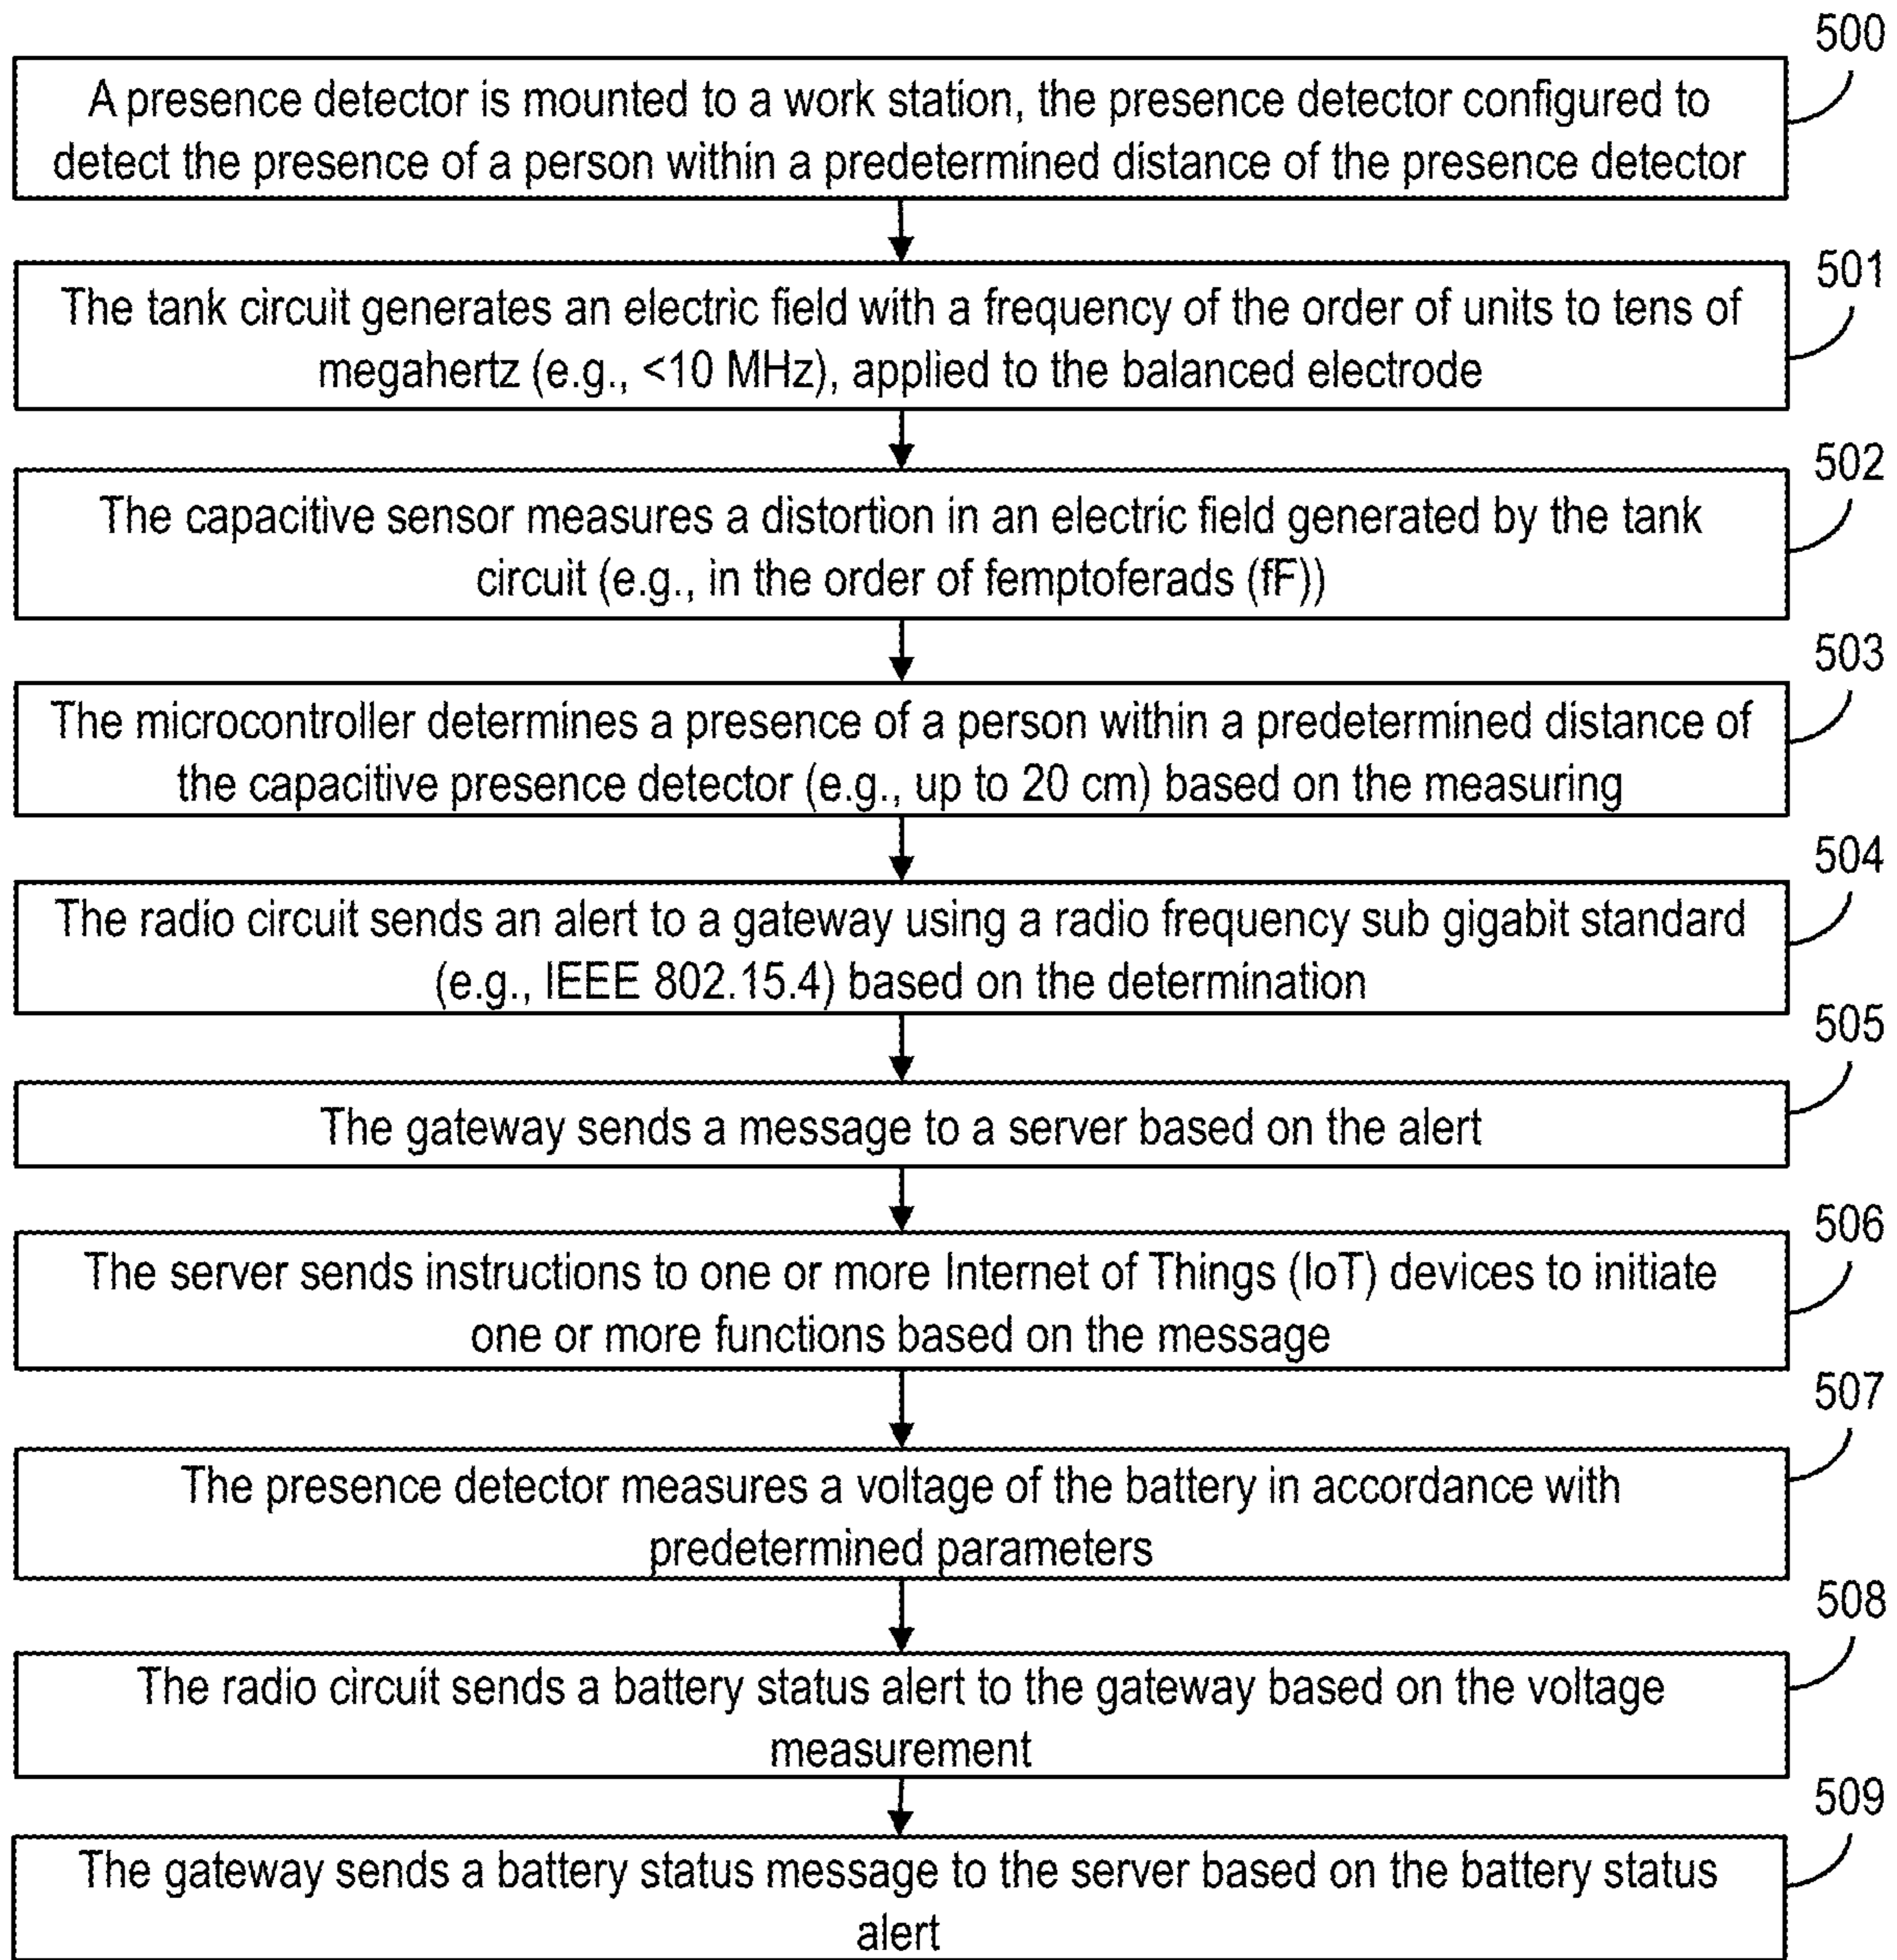 500
A presence detector is mounted to a work station, the presence detector configured to
detect the presence of a person within a predetermined distance of the presence detector
501
The tank circuit generates an electric field with a frequency of the order of units to tens of
megahertz (e.g., <10 MHz), applied to the balanced electrode
502
The capacitive sensor measures a distortion in an electric field generated by the tank
circuit (e.g., in the order of femptoferads (fF))
503
The microcontroller determines a presence of a person within a predetermined distance of
the capacitive presence detector (e.g., up to 20 cm) based on the measuring
504
The radio circuit sends an alert to a gateway using a radio frequency sub gigabit standard
(e.g., IEEE 802.15.4) based on the determination
505
The gateway sends a message to a server based on the alert
506
The server sends instructions to one or more Internet of Things (IoT) devices to initiate
one or more functions based on the message
507
The presence detector measures a voltage of the battery in accordance with
predetermined parameters
508
The radio circuit sends a battery status alert to the gateway based on the voltage
measurement
509
The gateway sends a battery status message to the server based on the battery status
alert